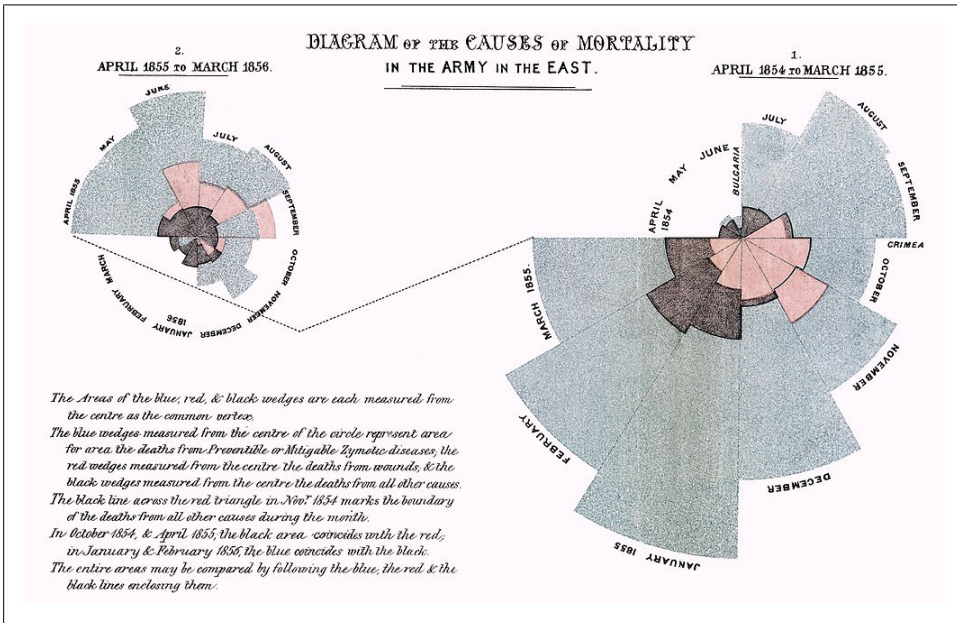 DIAGRAM OF THE CAUSES OF MORTALITY
IN THE ARMY IN THE EAST.
2.
APRIL 1855 TO MARCH 1856.
1.
APRIL 1854 TO MARCH 1855.
APRIL 1855
MAY
JUNE
JULY
AUGUST
SEPTEMBER
OCTOBER
NOVEMBER
DECEMBER
JANUARY
1856
FEBRUARY
MARCH
APRIL
1854
MAY
JUNE
BULGARIA
JULY
AUGUST
SEPTEMBER
CRIMEA
OCTOBER
NOVEMBER
DECEMBER
JANUARY 1855
FEBRUARY
MARCH 1855.
The Areas of the blue, red, & black wedges are each measured from
the centre as the common vertex.
The blue wedges measured from the centre of the circle represent area
for area the deaths from Preventible or Mitigable Zymotic diseases, the
red wedges measured from the centre the deaths from wounds, & the
black wedges measured from the centre the deaths from all other causes.
The black line across the red triangle in Novr. 1854 marks the boundary
of the deaths from all other causes during the month.
In October 1854, & April 1855, the black area coincides with the red,
in January & February 1856, the blue coincides with the black.
The entire areas may be compared by following the blue, the red & the
black lines enclosing them.